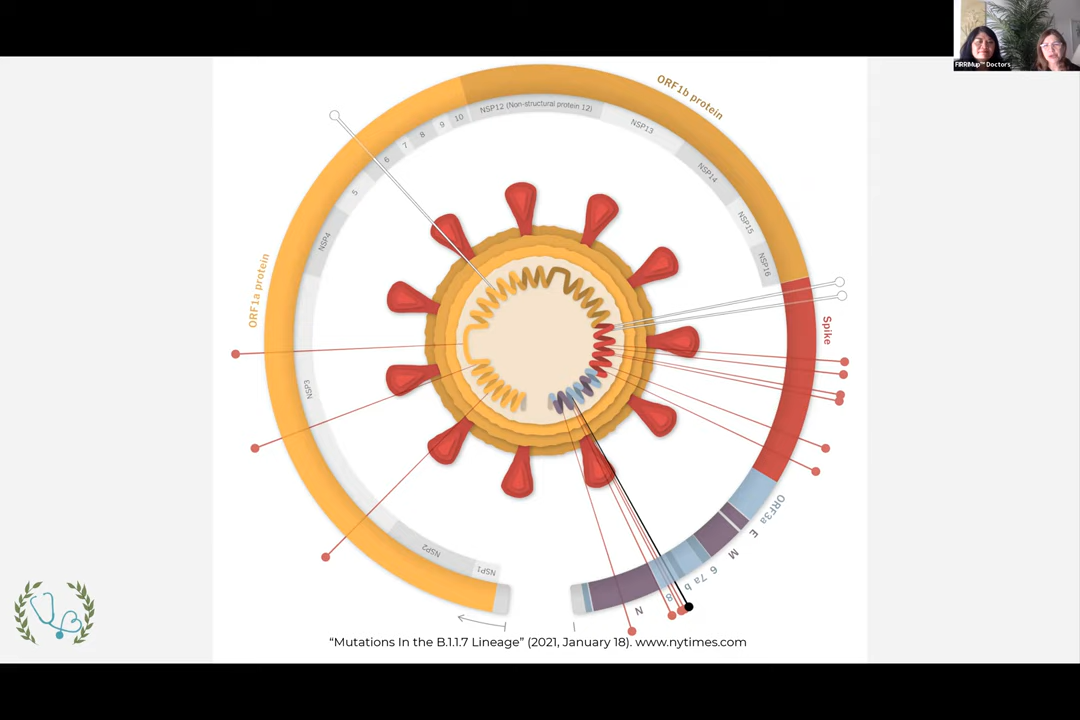 FIRRIMup™ Doctors
ORF1b protein
NSP12 (Non-structural protein 12)
NSP13
NSP14
NSP15
NSP16
10
9
8
7
6
5
NSP4
ORF1a protein
NSP3
NSP2
NSP1
Spike
ORF3a
E
M
6
7a
b
8
N
“Mutations In the B.1.1.7 Lineage” (2021, January 18). www.nytimes.com